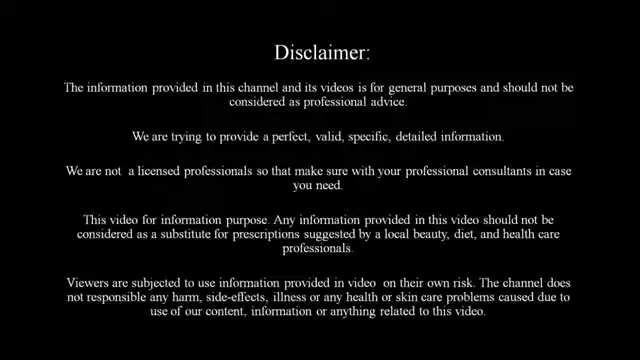 Disclaimer:
The information provided in this channel and its videos is for general purposes and should not be
considered as professional advice.
We are trying to provide a perfect, valid, specific, detailed information.
We are not a licensed professionals so that make sure with your professional consultants in case
you need.
This video for information purpose. Any information provided in this video should not be
considered as a substitute for prescriptions suggested by a local beauty, diet, and health care
professionals.
Viewers are subjected to use information provided in video on their own risk. The channel does
not responsible any harm, side-effects, illness or any health or skin care problems caused due to
use of our content, information or anything related to this video.